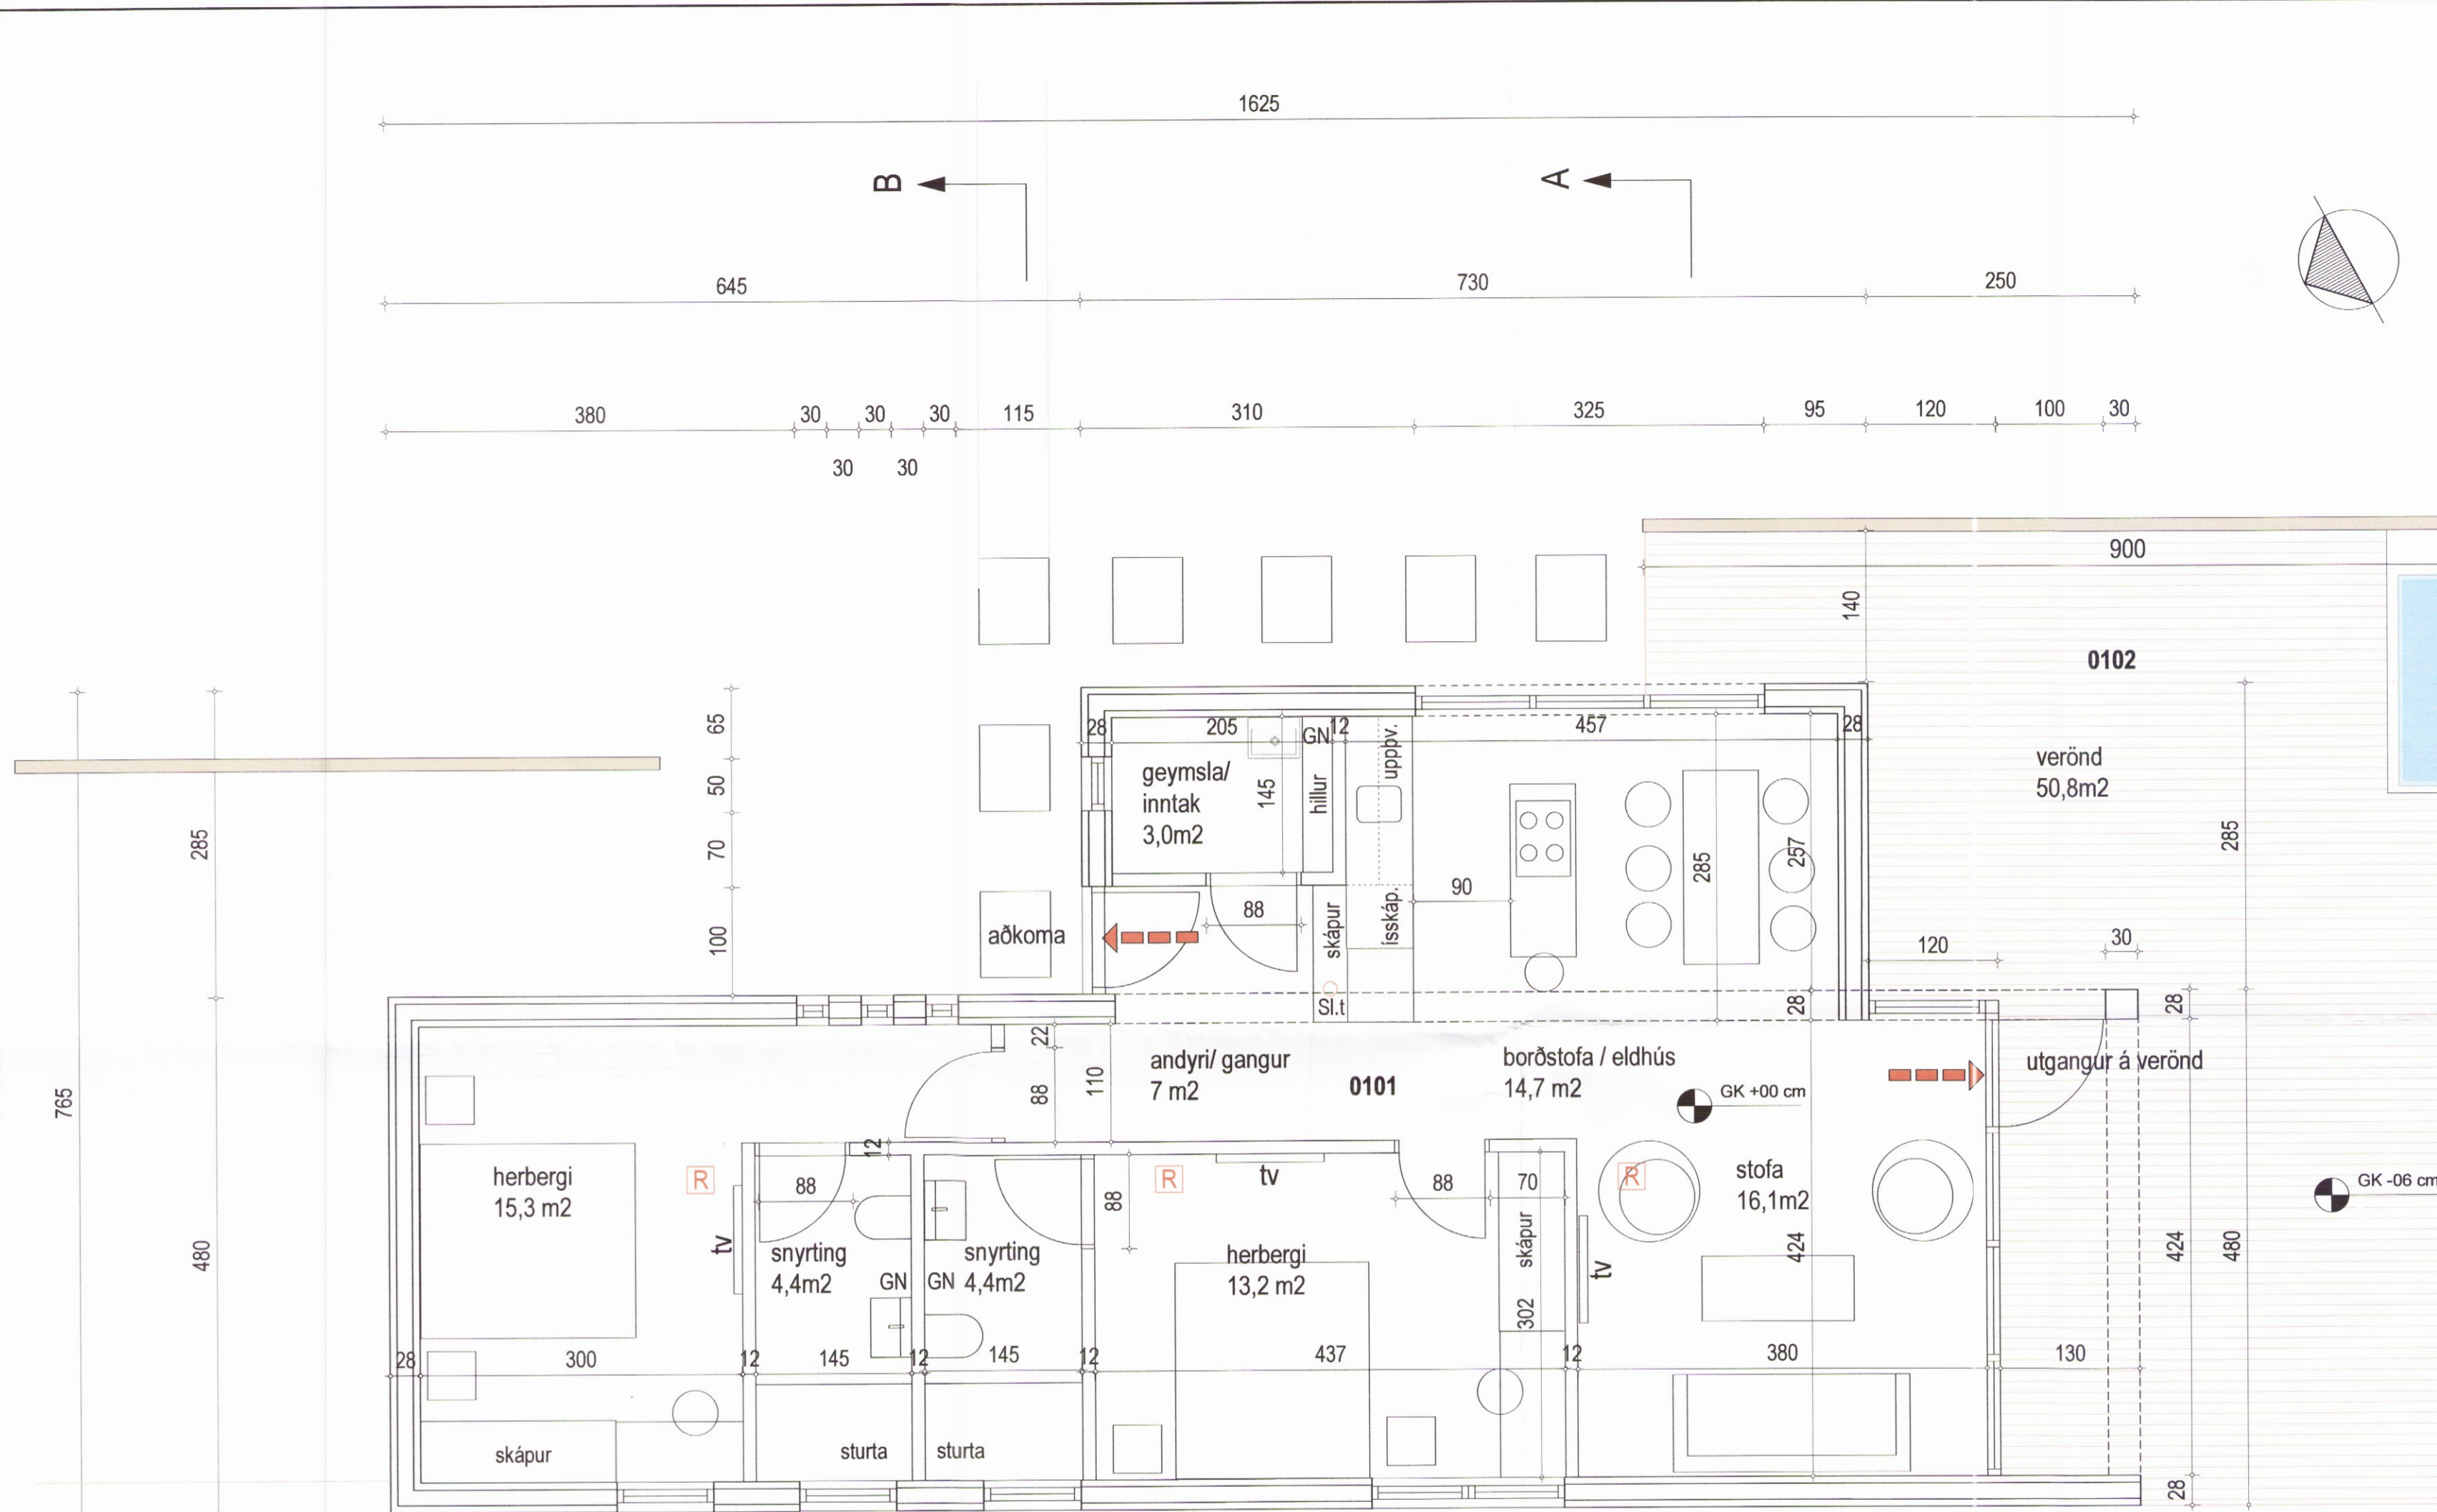 1625
B
A
645
730
250
380
30
30
30
115
310
325
95
120
100
30
30
30
900
140
0102
65
28
205
GN
12
uppþv.
457
28
verönd
50,8m2
50
geymsla/
inntak
3,0m2
145
hillur
285
70
285
257
285
90
88
skápur
ísskáp.
aðkoma
100
120
30
Sl.t
28
28
22
andyri/ gangur
7 m2
88
110
0101
borðstofa / eldhús
14,7 m2
GK +00 cm
utgangur á verönd
765
12
herbergi
15,3 m2
R
88
88
R
tv
88
70
R
stofa
16,1m2
GK -06 cm
480
tv
snyrting
4,4m2
GN
GN
snyrting
4,4m2
herbergi
13,2 m2
skápur
302
tv
424
424
480
28
300
12
145
12
145
12
437
12
380
130
skápur
sturta
sturta
28